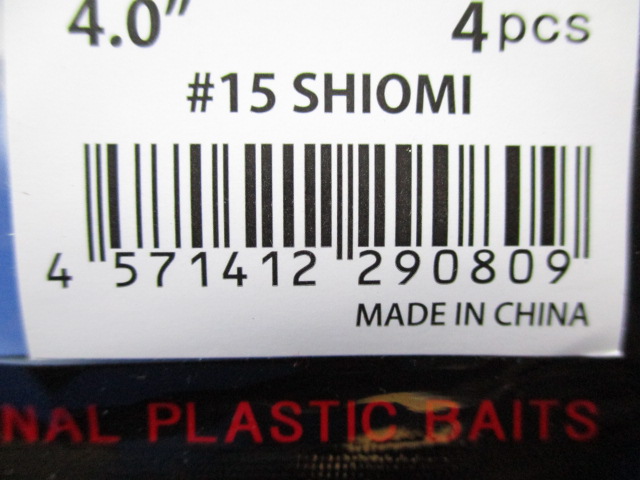 4.0" 4pcs
#15 SHIOMI
4 571412 290809
MADE IN CHINA
NAL PLASTIC BAITS